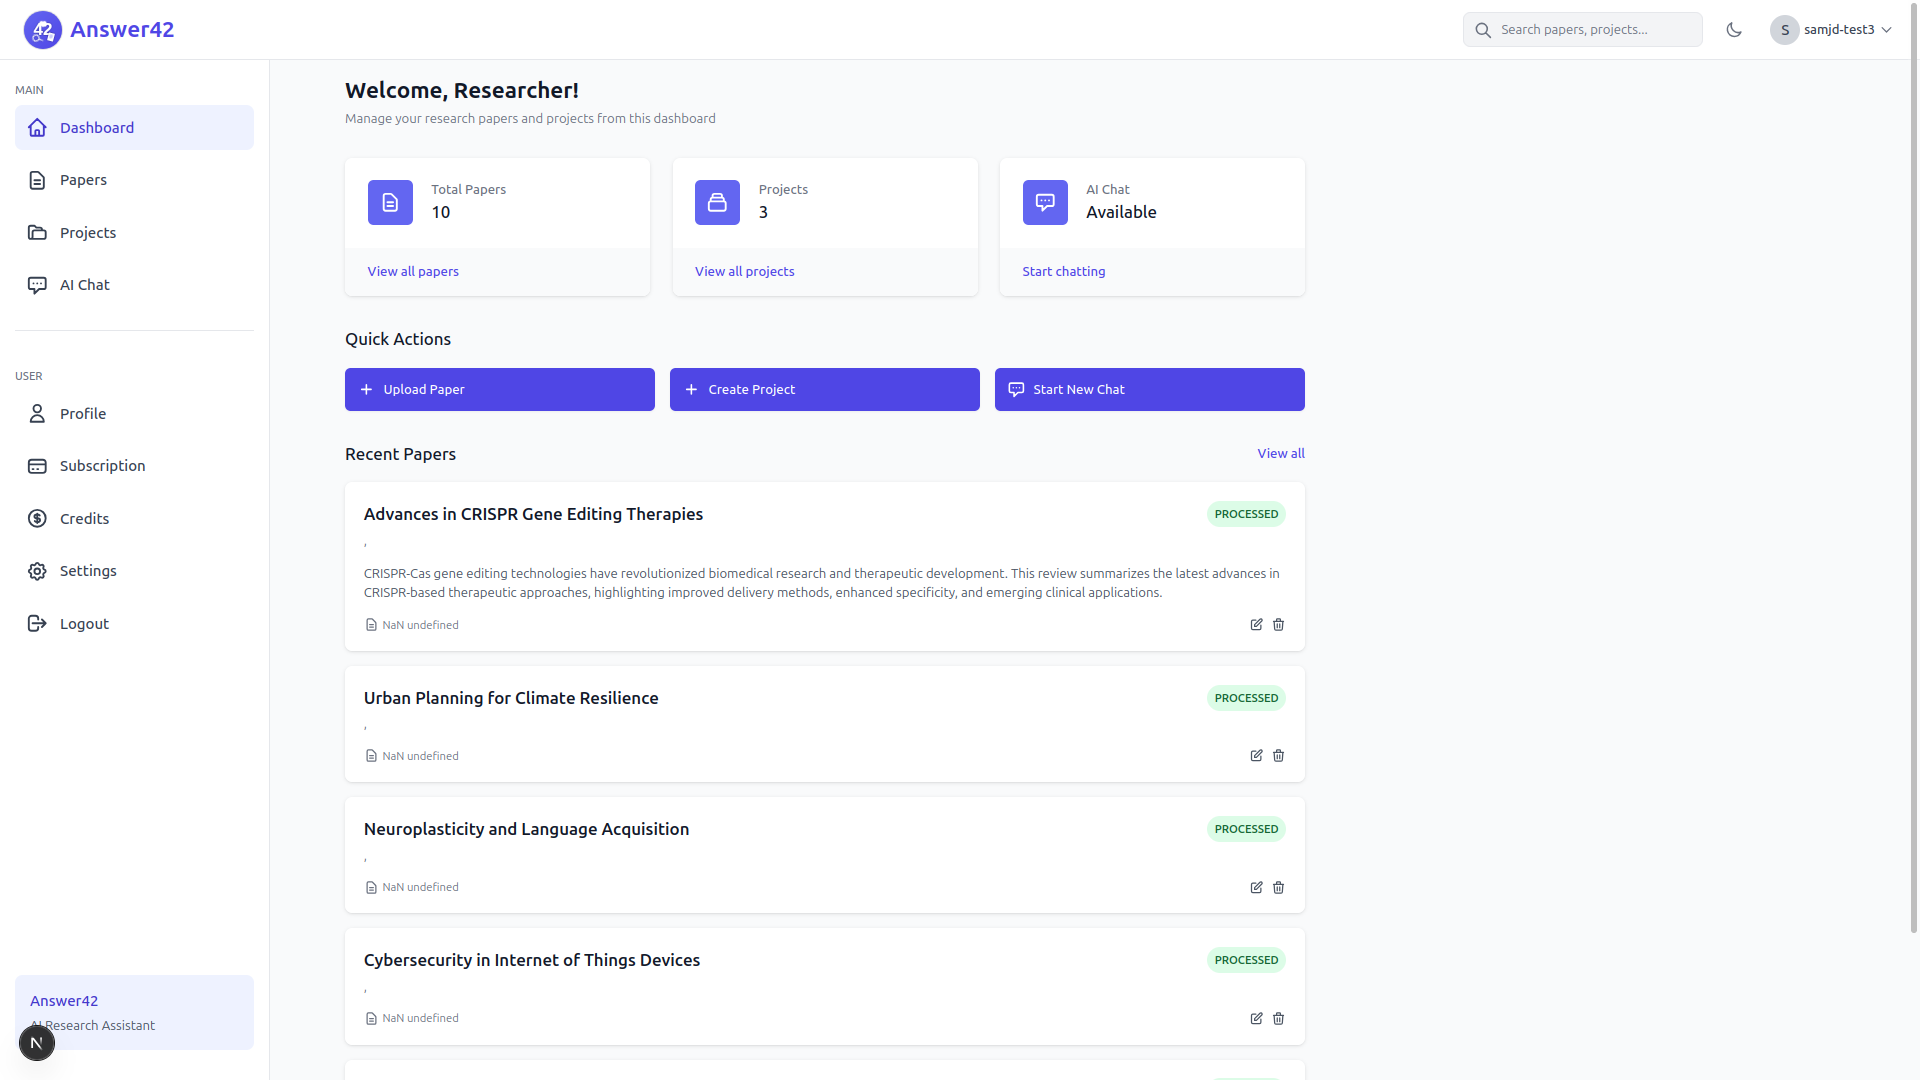 42 Answer42
Search papers, projects...
S samjd-test3
MAIN
Dashboard
Papers
Projects
AI Chat
USER
Profile
Subscription
Credits
Settings
Logout
Answer42
AI Research Assistant
N
Welcome, Researcher!
Manage your research papers and projects from this dashboard
Total Papers
10
View all papers
Projects
3
View all projects
AI Chat
Available
Start chatting
Quick Actions
Upload Paper
Create Project
Start New Chat
Recent Papers
View all
Advances in CRISPR Gene Editing Therapies
PROCESSED
,
CRISPR-Cas gene editing technologies have revolutionized biomedical research and therapeutic development. This review summarizes the latest advances in
CRISPR-based therapeutic approaches, highlighting improved delivery methods, enhanced specificity, and emerging clinical applications.
NaN undefined
Urban Planning for Climate Resilience
PROCESSED
,
NaN undefined
Neuroplasticity and Language Acquisition
PROCESSED
,
NaN undefined
Cybersecurity in Internet of Things Devices
PROCESSED
,
NaN undefined